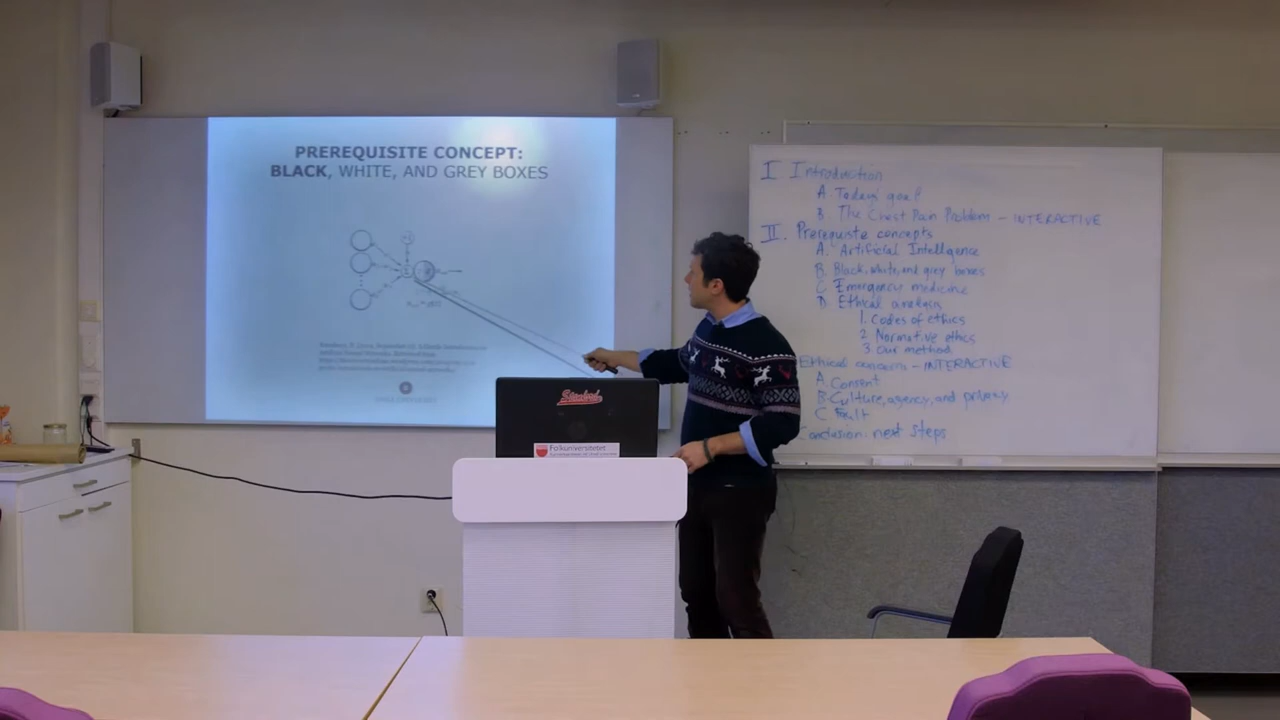 PREREQUISITE CONCEPT:
BLACK, WHITE, AND GREY BOXES
Stanford
Folkuniversitetet
I Introduction
A. Today's goal
B. The Chest Pain Problem - INTERACTIVE
II. Prerequiste concepts
A. Artificial Intelligence
B. Black, white, and grey boxes
C. Emergency medicine
D. Ethical analysis
1. Codes of ethics
2. Normative ethics
3. Our method
Ethical concerns - INTERACTIVE
A. Consent
B. Culture, agency, and privacy
C. Fault
Conclusion: next steps